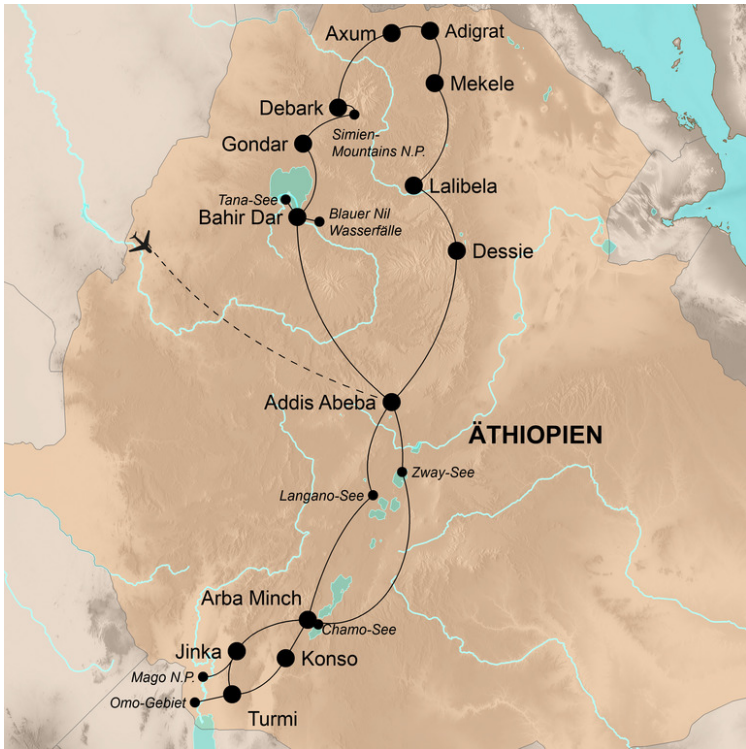 Axum
Adigrat
Mekele
Debark
Simien-
Mountains N.P.
Gondar
Lalibela
Tana-See
Bahir Dar
Blauer Nil
Wasserfälle
Dessie
Addis Abeba
ÄTHIOPIEN
Zway-See
Langano-See
Arba Minch
Chamo-See
Jinka
Konso
Mago N.P.
Omo-Gebiet
Turmi